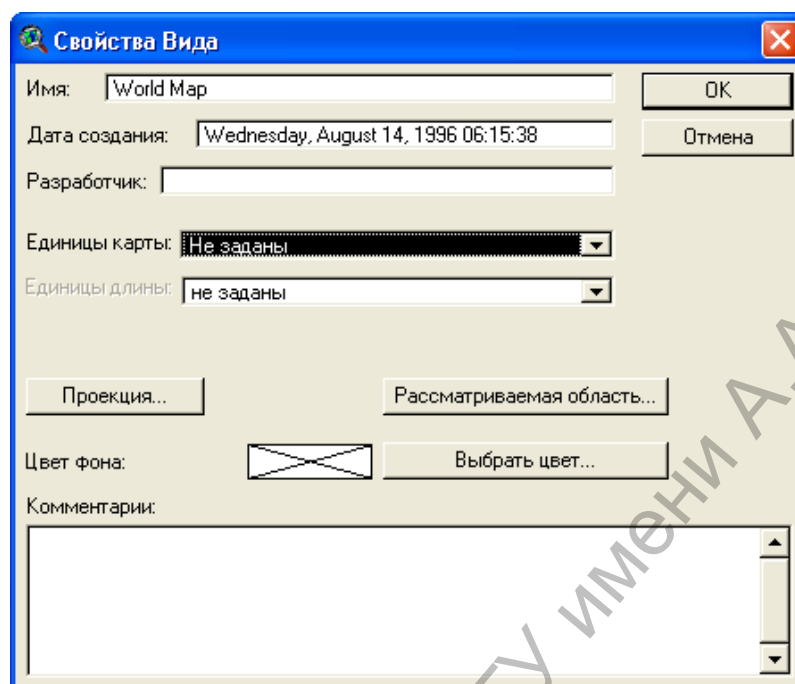 Свойства Вида
Имя: World Map
OK
Дата создания: Wednesday, August 14, 1996 06:15:38
Отмена
Разработчик:
Единицы карты: Не заданы
Единицы длины: не заданы
Проекция... Рассматриваемая область...
Цвет фона: Выбрать цвет...
Комментарии:
имени А.